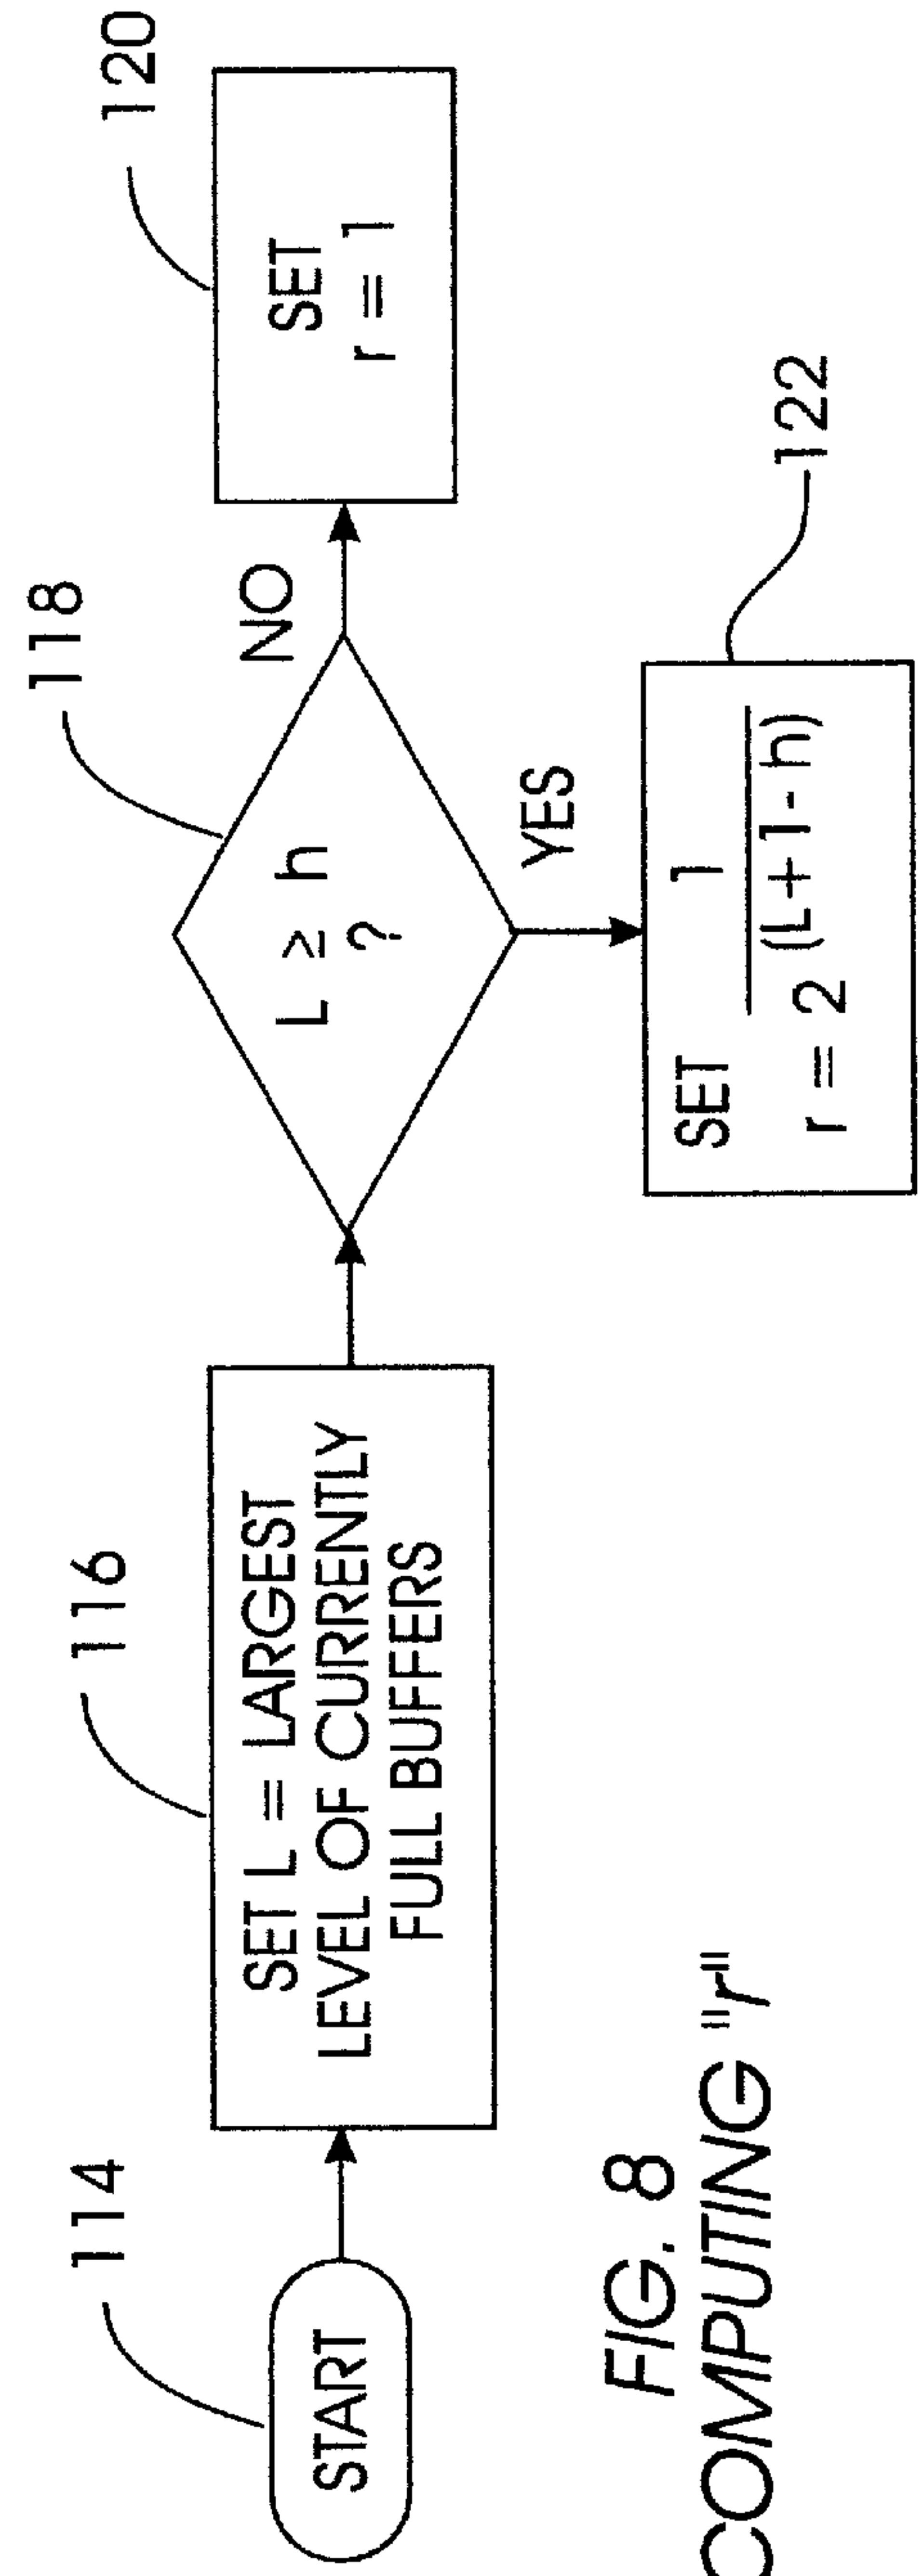 114
START
116
SET L = LARGEST
LEVEL OF CURRENTLY
FULL BUFFERS
118
L ≥ h
?
NO
120
SET
r = 1
YES
122
SET 1
r = 2 (L+1-h)
FIG. 8
COMPUTING "r"